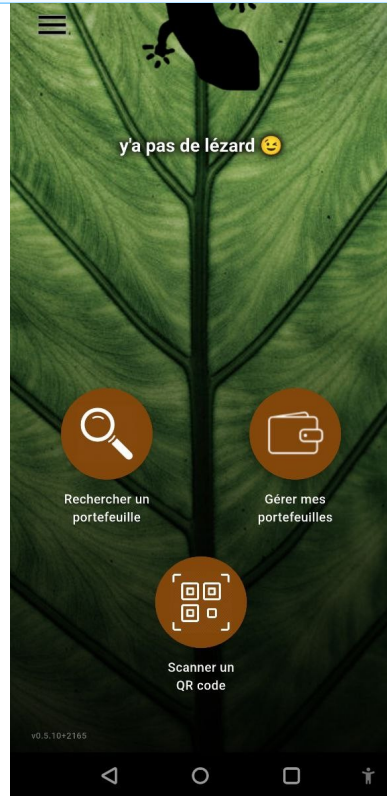 y'a pas de lézard 😉
Rechercher un
portefeuille
Gérer mes
portefeuilles
Scanner un
QR code
v0.5.10+2165